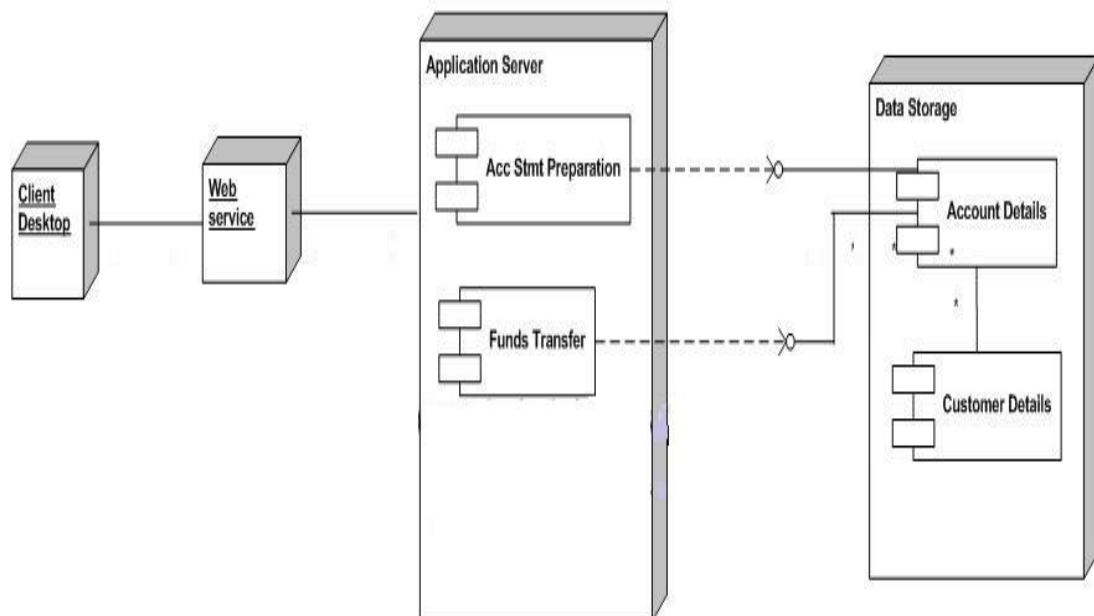 Client
Desktop
Web
service
Application Server
Acc Stmt Preparation
Funds Transfer
Data Storage
Account Details
*
*
*
Customer Details